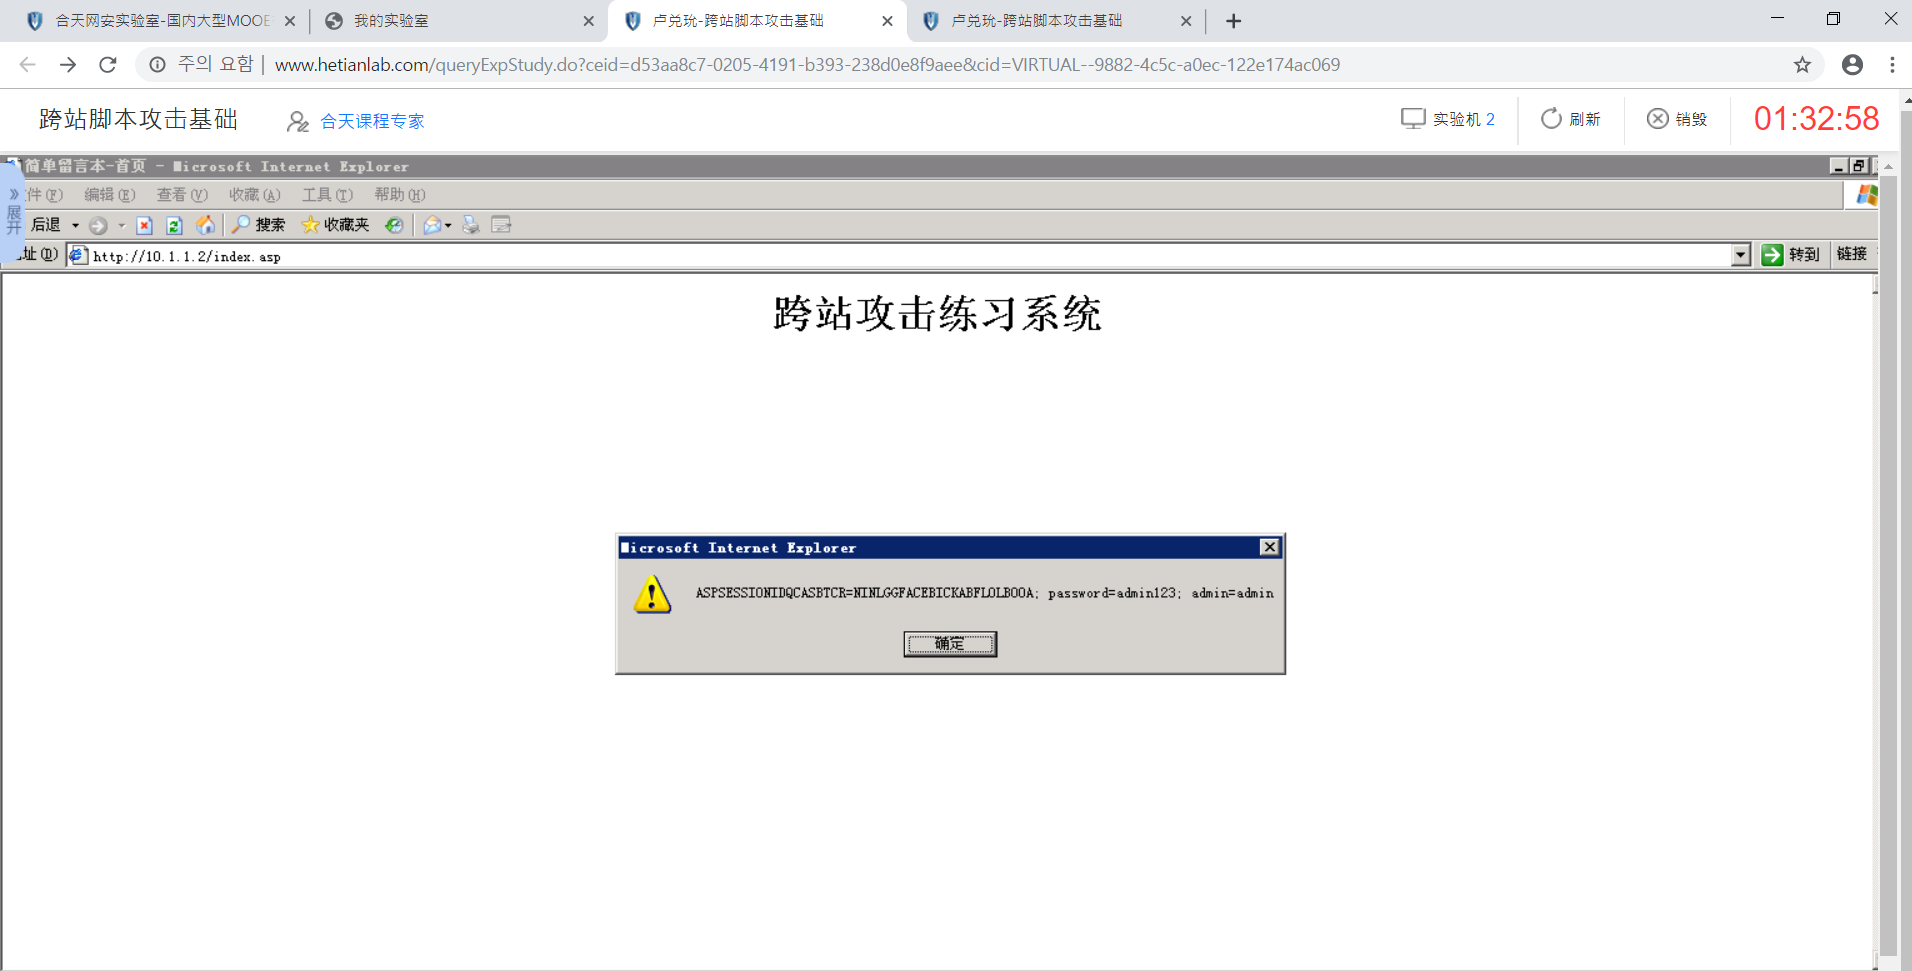 合天网安实验室-国内大型MOOE
我的实验室
卢兑玧-跨站脚本攻击基础
卢兑玧-跨站脚本攻击基础
주의 요함 | www.hetianlab.com/queryExpStudy.do?ceid=d53aa8c7-0205-4191-b393-238d0e8f9aee&cid=VIRTUAL--9882-4c5c-a0ec-122e174ac069
跨站脚本攻击基础
合天课程专家
实验机 2
刷新
销毁
01:32:58
简单留言本-首页 - Microsoft Internet Explorer
件(F) 编辑(E) 查看(V) 收藏(A) 工具(T) 帮助(H)
» 展开
后退 搜索 收藏夹
址(D) http://10.1.1.2/index.asp 转到 链接
跨站攻击练习系统
Microsoft Internet Explorer
ASPSESSIONIDQCASBTCR=NINLGGFACEBICKABFLOLBOOA; password=admin123; admin=admin
确定